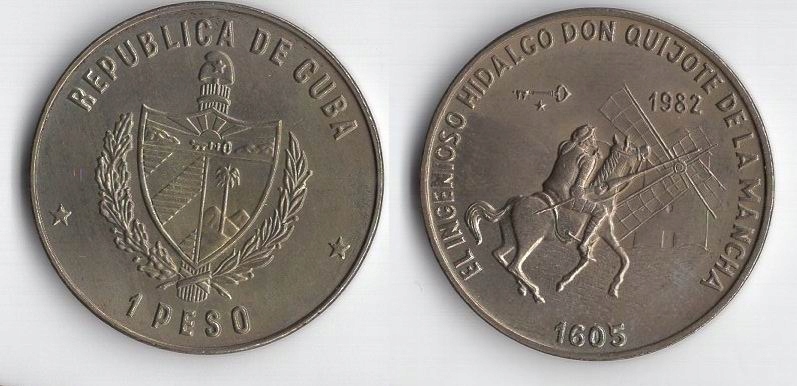 REPUBLICA DE CUBA
1 PESO
EL INGENIOSO HIDALGO DON QUIJOTE DE LA MANCHA
1982
1605